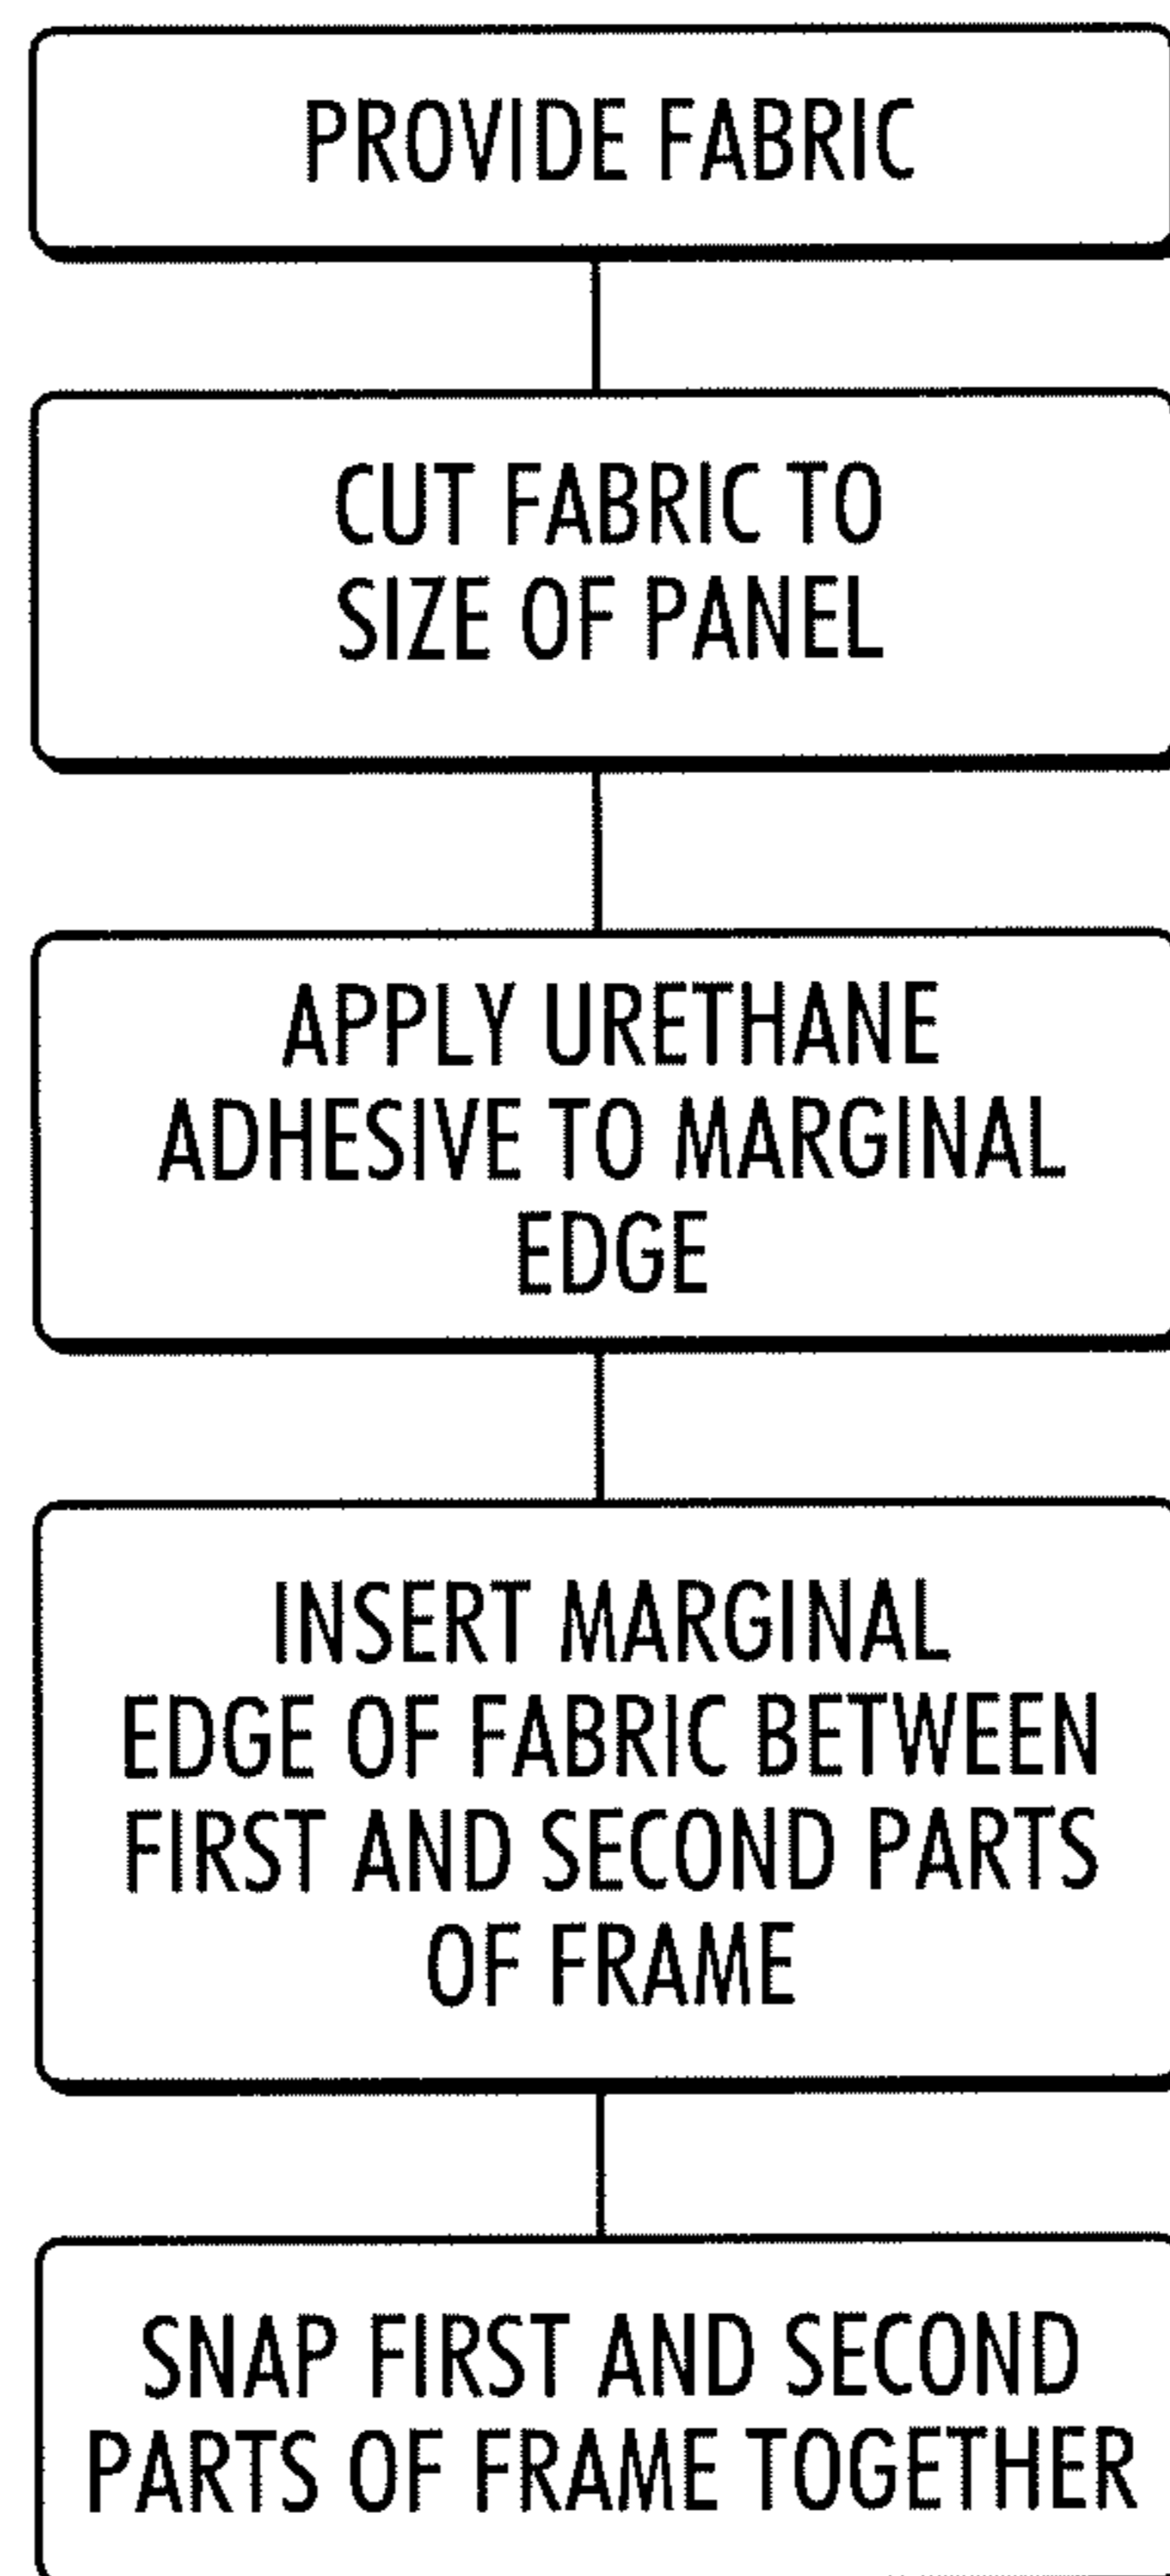 PROVIDE FABRIC
CUT FABRIC TO
SIZE OF PANEL
APPLY URETHANE
ADHESIVE TO MARGINAL
EDGE
INSERT MARGINAL
EDGE OF FABRIC BETWEEN
FIRST AND SECOND PARTS
OF FRAME
SNAP FIRST AND SECOND
PARTS OF FRAME TOGETHER